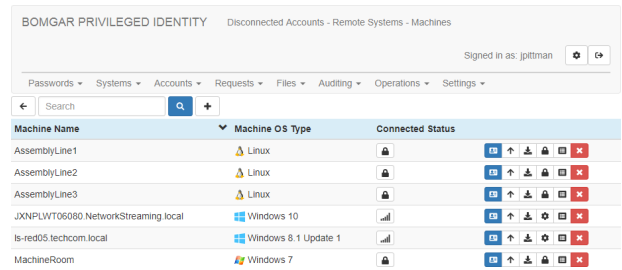 BOMGAR PRIVILEGED IDENTITY Disconnected Accounts - Remote Systems - Machines
Signed in as: jpittman
Passwords Systems Accounts Requests Files Auditing Operations Settings
Search
Machine Name Machine OS Type Connected Status
AssemblyLine1 Linux
AssemblyLine2 Linux
AssemblyLine3 Linux
JXNPLWT06080.NetworkStreaming.local Windows 10
ls-red05.techcom.local Windows 8.1 Update 1
MachineRoom Windows 7